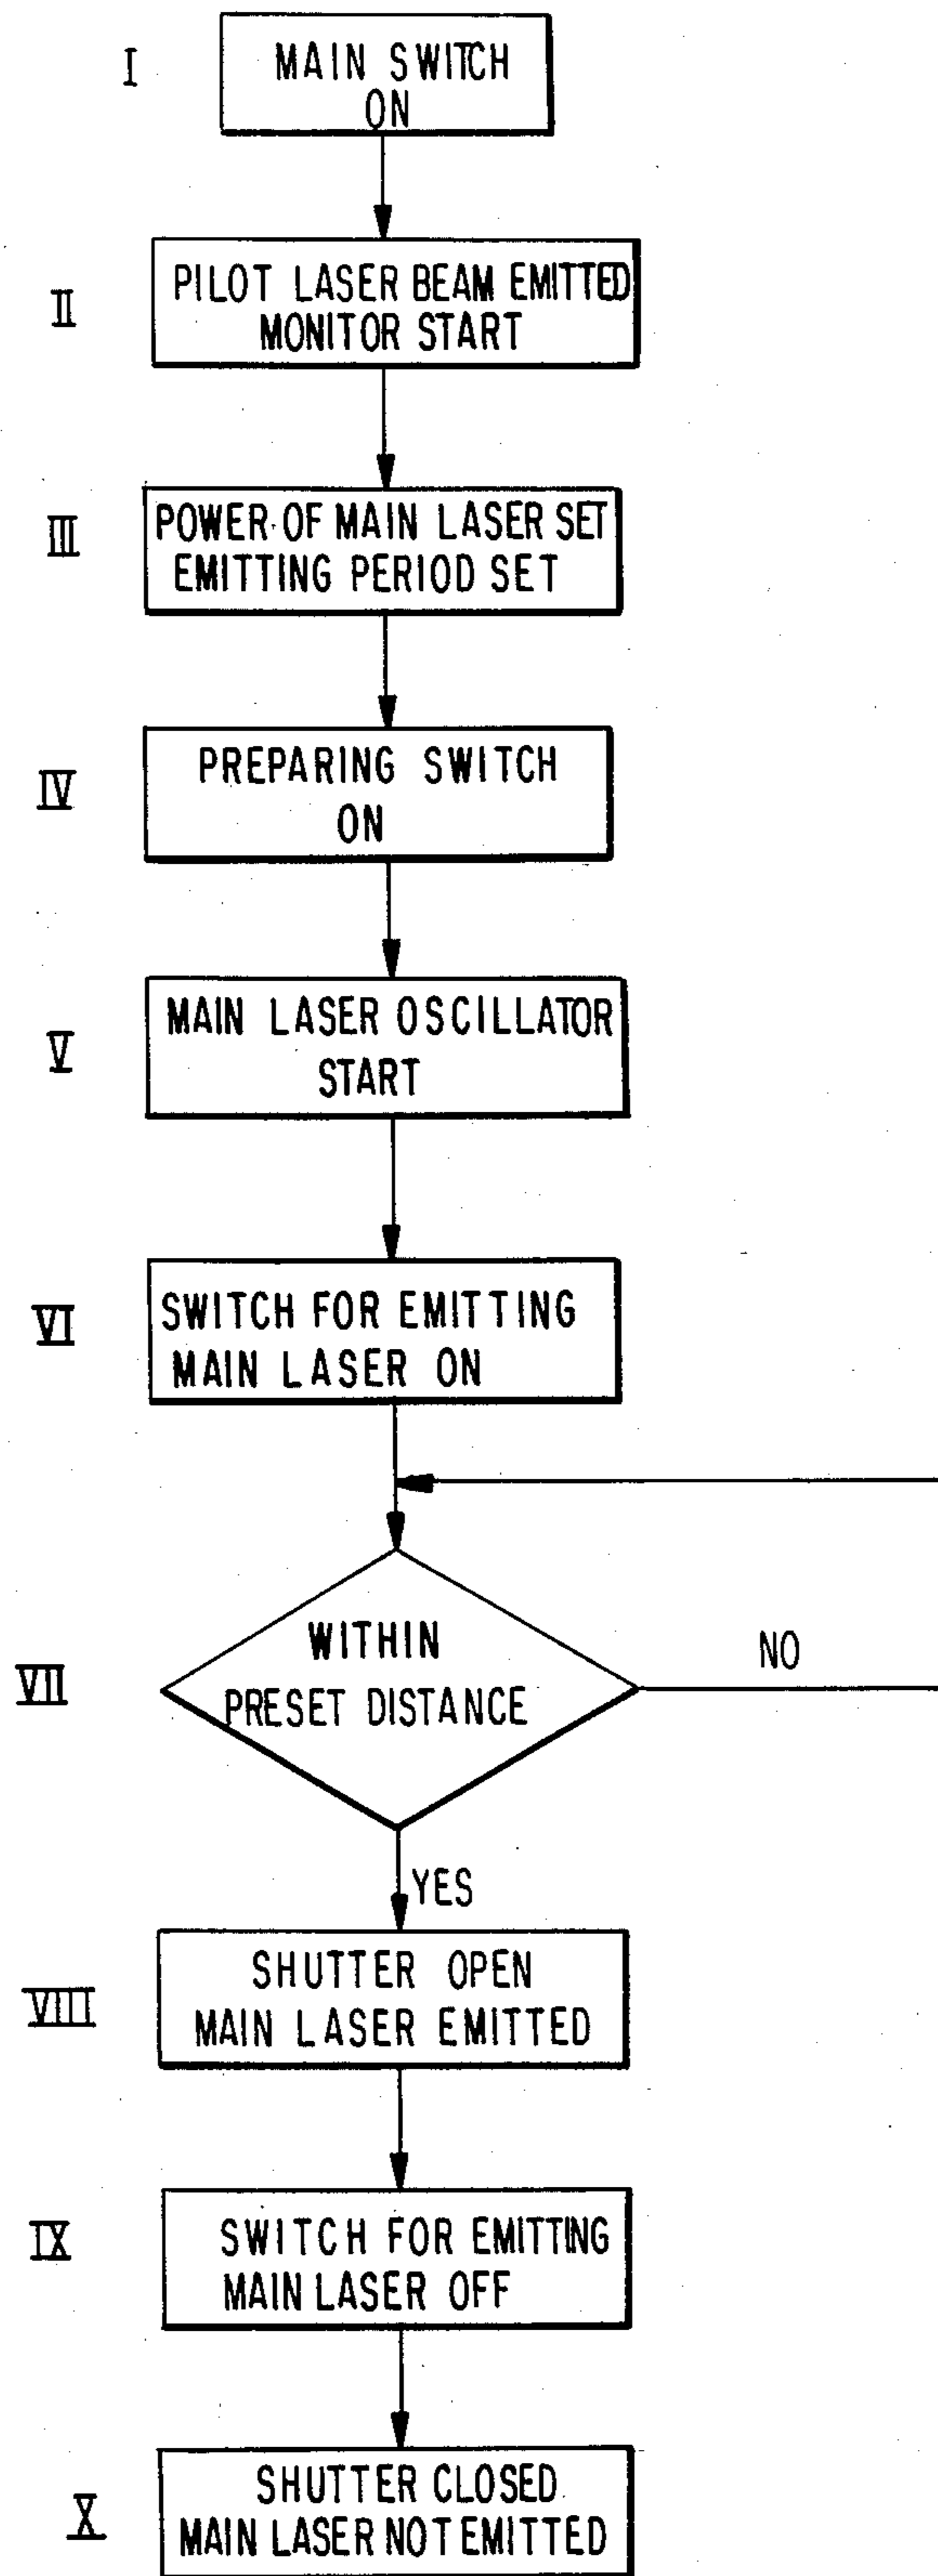 I
MAIN SWITCH
ON
II
PILOT LASER BEAM EMITTED
MONITOR START
III
POWER OF MAIN LASER SET
EMITTING PERIOD SET
IV
PREPARING SWITCH
ON
V
MAIN LASER OSCILLATOR
START
VI
SWITCH FOR EMITTING
MAIN LASER ON
VII
WITHIN
PRESET DISTANCE
NO
YES
VIII
SHUTTER OPEN
MAIN LASER EMITTED
IX
SWITCH FOR EMITTING
MAIN LASER OFF
X
SHUTTER CLOSED
MAIN LASER NOT EMITTED